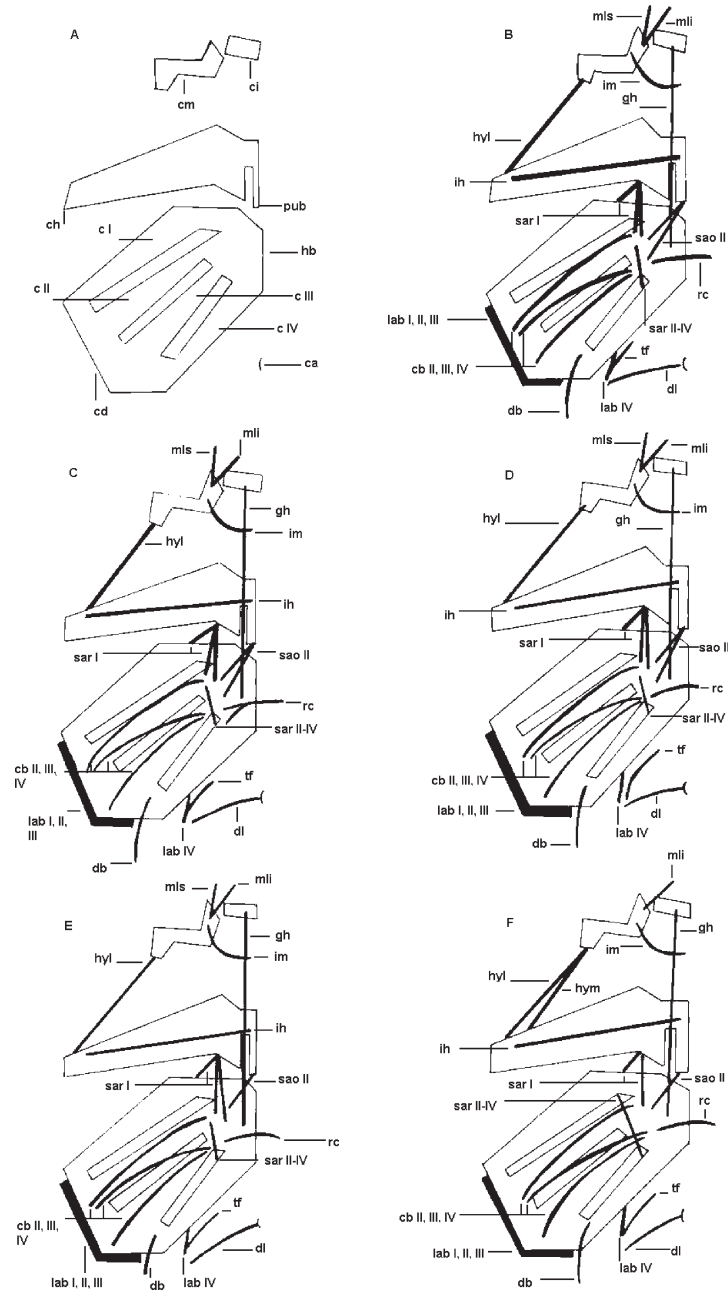 A
cm
ci
ch
pub
c I
hb
c II
c III
c IV
ca
cd
B
mls
mli
im
gh
hyl
ih
sar I
sao II
rc
lab I, II, III
sar II-IV
cb II, III, IV
tf
dl
db
lab IV
C
mls
mli
gh
im
hyl
ih
sar I
sao II
rc
sar II-IV
cb II, III,
IV
tf
lab I, II,
III
dl
lab IV
db
D
mls
mli
hyl
im
gh
ih
sar I
sao II
rc
sar II-IV
tf
cb II, III, IV
dl
lab I, II, III
lab IV
db
E
mls
mli
gh
hyl
im
ih
sar I
sao II
rc
sar II-IV
tf
cb II, III,
IV
dl
lab I, II, III
db
lab IV
F
mli
gh
im
hyl
hym
ih
sar I
sao II
sar II-IV
rc
tf
cb II, III, IV
dl
lab I, II, III
db
lab IV